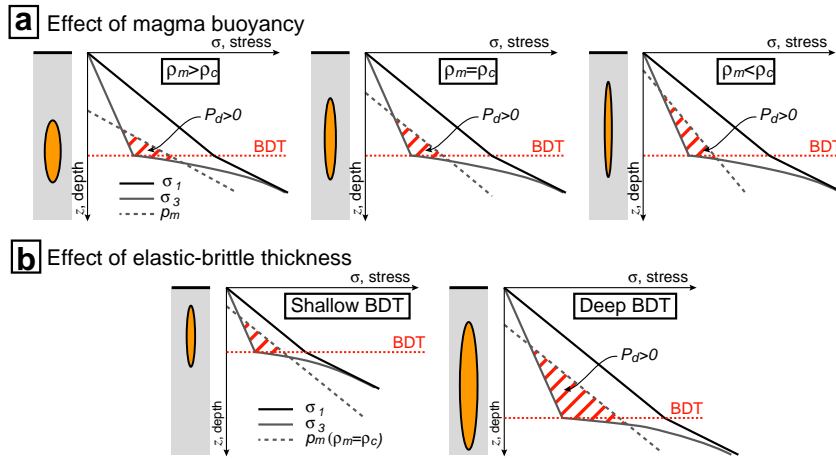 a Effect of magma buoyancy
σ, stress
ρm>ρc
Pd>0
BDT
σ1
σ3
pm
z, depth
σ, stress
ρm=ρc
Pd>0
BDT
z, depth
σ, stress
ρm<ρc
Pd>0
BDT
z, depth
b Effect of elastic-brittle thickness
σ, stress
Shallow BDT
BDT
σ1
σ3
pm (ρm=ρc)
z, depth
σ, stress
Deep BDT
Pd>0
BDT
z, depth